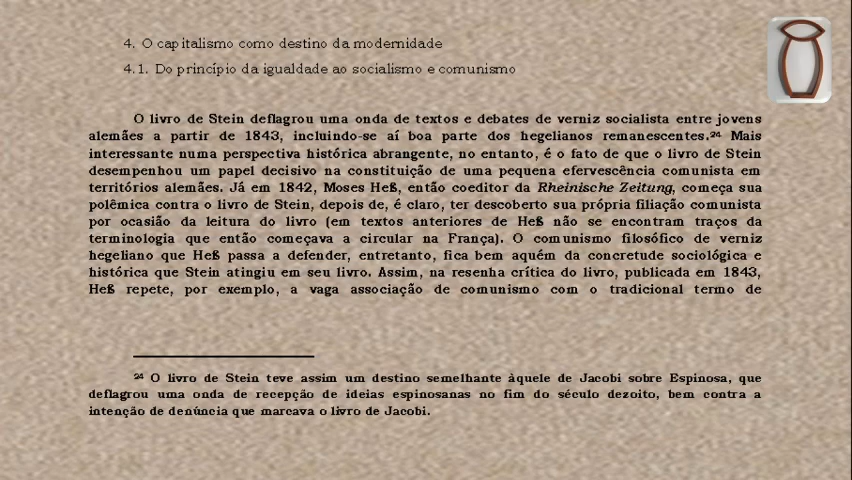 4. O capitalismo como destino da modernidade
4.1. Do princípio da igualdade ao socialismo e comunismo
O livro de Stein deflagrou uma onda de textos e debates de verniz socialista entre jovens
alemães a partir de 1843, incluindo-se aí boa parte dos hegelianos remanescentes.²⁴ Mais
interessante numa perspectiva histórica abrangente, no entanto, é o fato de que o livro de Stein
desempenhou um papel decisivo na constituição de uma pequena efervescência comunista em
territórios alemães. Já em 1842, Moses Heß, então coeditor da Rheinische Zeitung, começa sua
polêmica contra o livro de Stein, depois de, é claro, ter descoberto sua própria filiação comunista
por ocasião da leitura do livro (em textos anteriores de Heß não se encontram traços da
terminologia que então começava a circular na França). O comunismo filosófico de verniz
hegeliano que Heß passa a defender, entretanto, fica bem aquém da concretude sociológica e
histórica que Stein atingiu em seu livro. Assim, na resenha crítica do livro, publicada em 1843,
Heß repete, por exemplo, a vaga associação de comunismo com o tradicional termo de
²⁴ O livro de Stein teve assim um destino semelhante àquele de Jacobi sobre Espinosa, que
deflagrou uma onda de recepção de ideias espinosanas no fim do século dezoito, bem contra a
intenção de denúncia que marcava o livro de Jacobi.